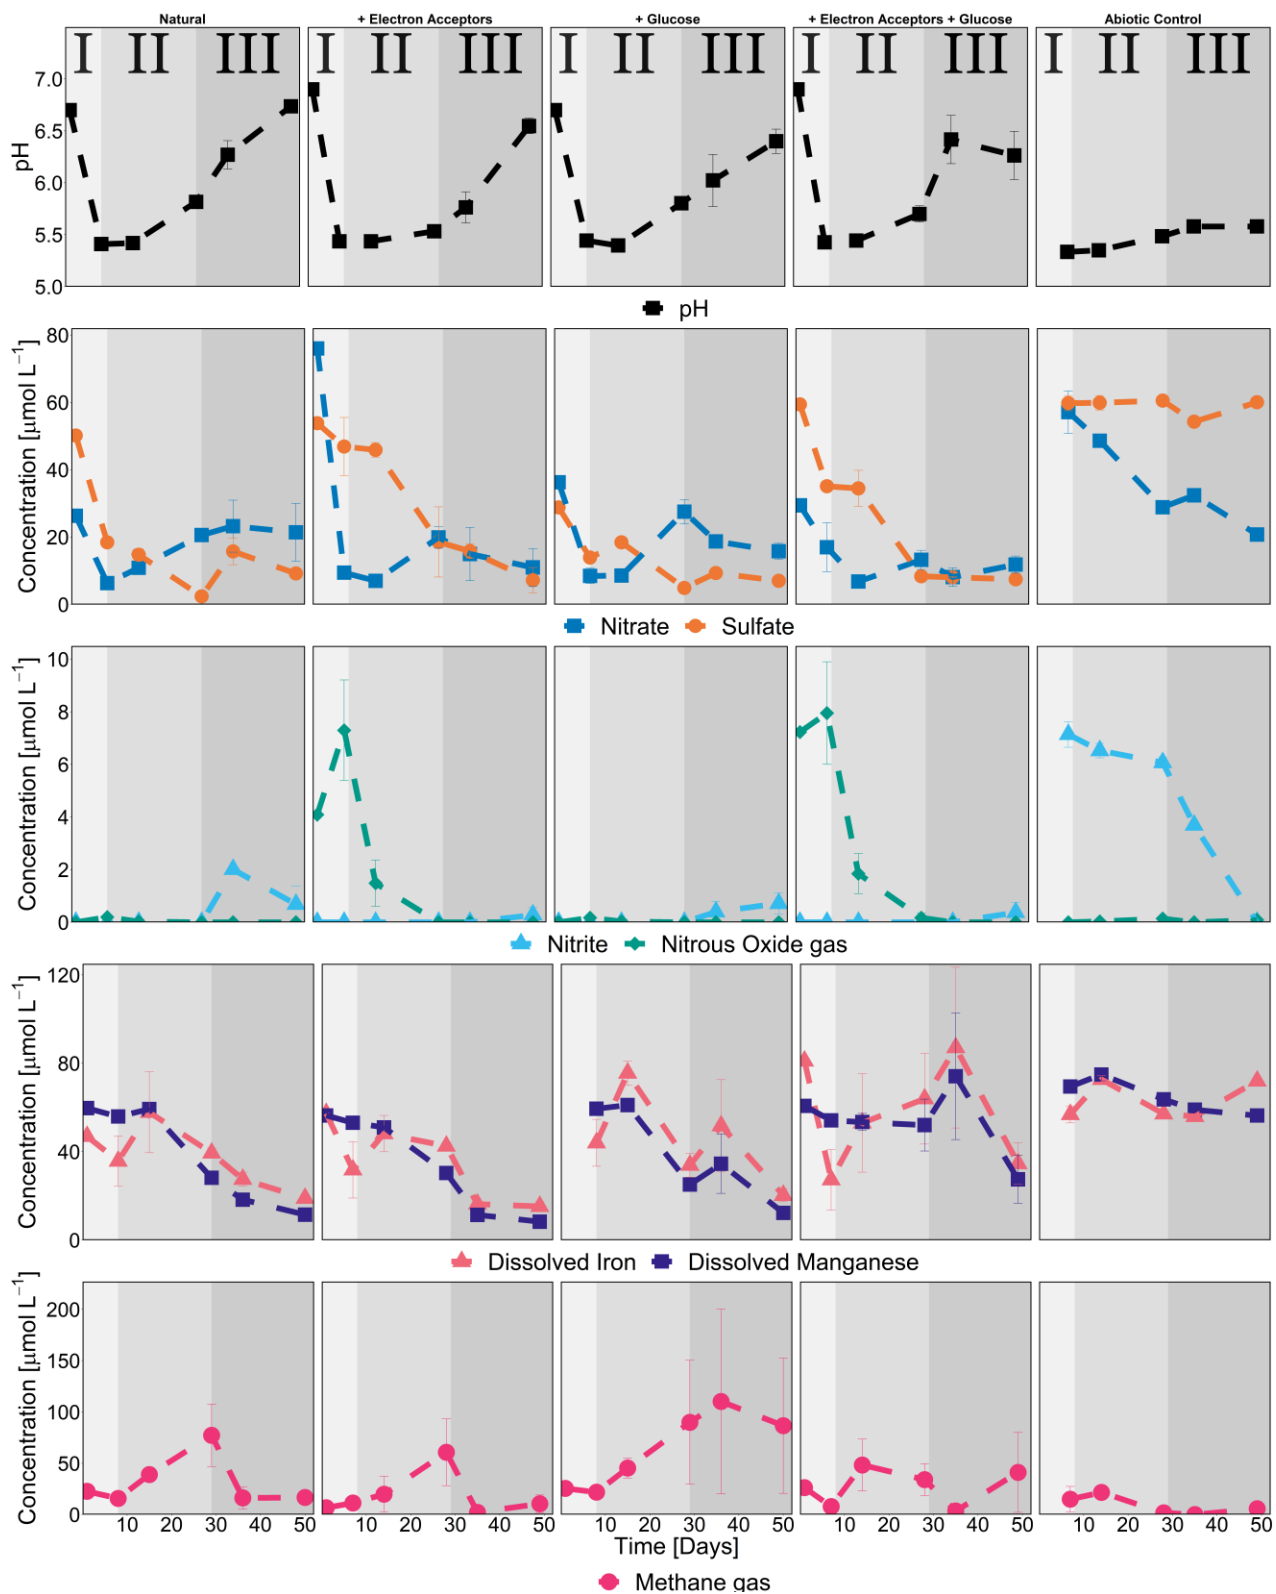 Natural + Electron Acceptors + Glucose + Electron Acceptors + Glucose Abiotic Control
I II III I II III I II III I II III I II III
pH
7.0
6.5
6.0
5.5
5.0
pH
Concentration [μmol L⁻¹]
80
60
40
20
0
Nitrate Sulfate
Concentration [μmol L⁻¹]
10
8
6
4
2
0
Nitrite Nitrous Oxide gas
Concentration [μmol L⁻¹]
120
80
40
0
Dissolved Iron Dissolved Manganese
Concentration [μmol L⁻¹]
200
150
100
50
0
10 20 30 40 50 10 20 30 40 50 10 20 30 40 50 10 20 30 40 50 10 20 30 40 50
Time [Days]
Methane gas